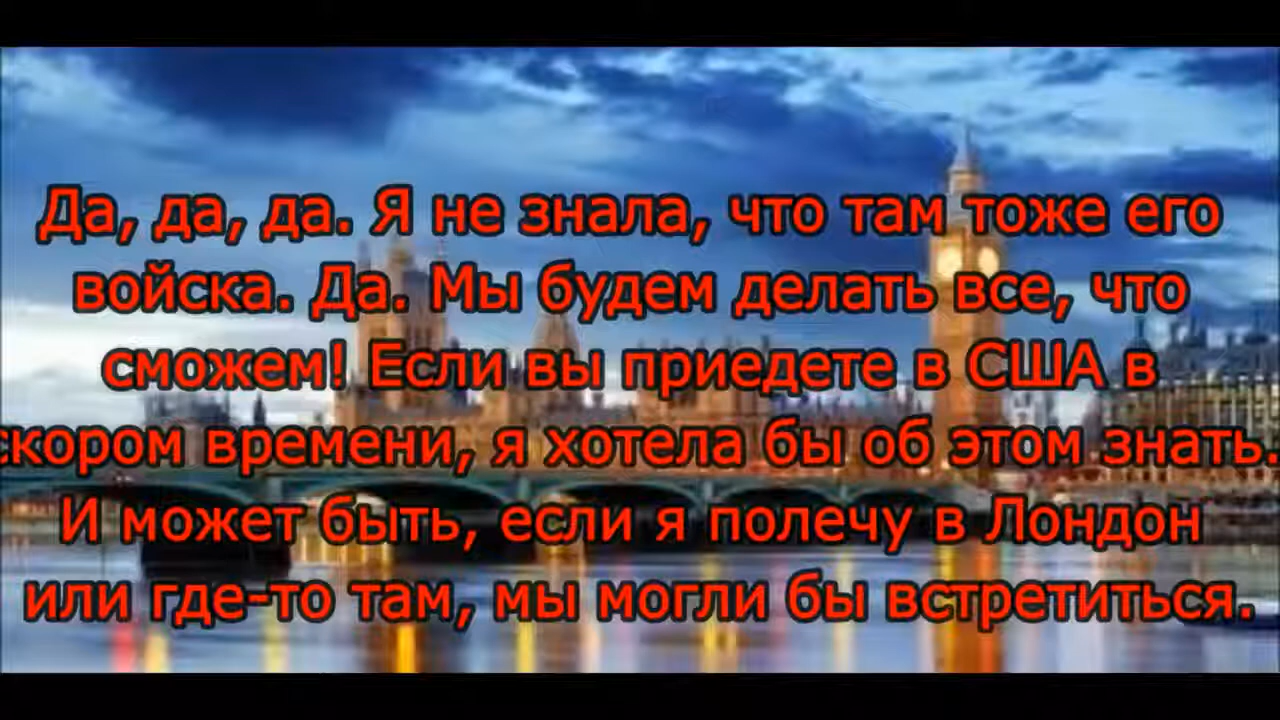 Да, да, да. Я не знала, что там тоже его
войска. Да. Мы будем делать все, что
сможем! Если вы приедете в США в
скором времени, я хотела бы об этом знать.
И может быть, если я полечу в Лондон
или где-то там, мы могли бы встретиться.